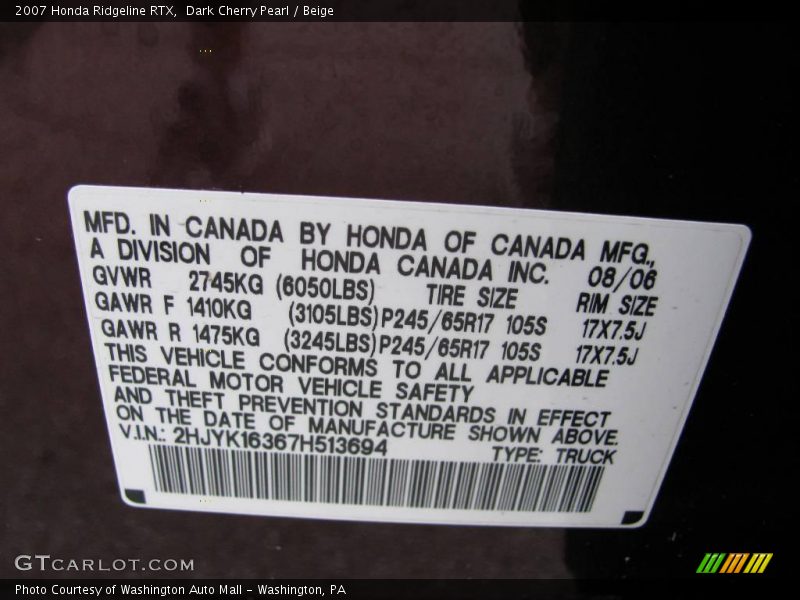 2007 Honda Ridgeline RTX, Dark Cherry Pearl / Beige
MFD. IN CANADA BY HONDA OF CANADA MFG.,
A DIVISION OF HONDA CANADA INC. 08/06
GVWR 2745KG (6050LBS) TIRE SIZE RIM SIZE
GAWR F 1410KG (3105LBS) P245/65R17 105S 17X7.5J
GAWR R 1475KG (3245LBS) P245/65R17 105S 17X7.5J
THIS VEHICLE CONFORMS TO ALL APPLICABLE
FEDERAL MOTOR VEHICLE SAFETY
AND THEFT PREVENTION STANDARDS IN EFFECT
ON THE DATE OF MANUFACTURE SHOWN ABOVE.
V.I.N.: 2HJYK16367H513694 TYPE: TRUCK
GTCARLOT.COM
Photo Courtesy of Washington Auto Mall - Washington, PA